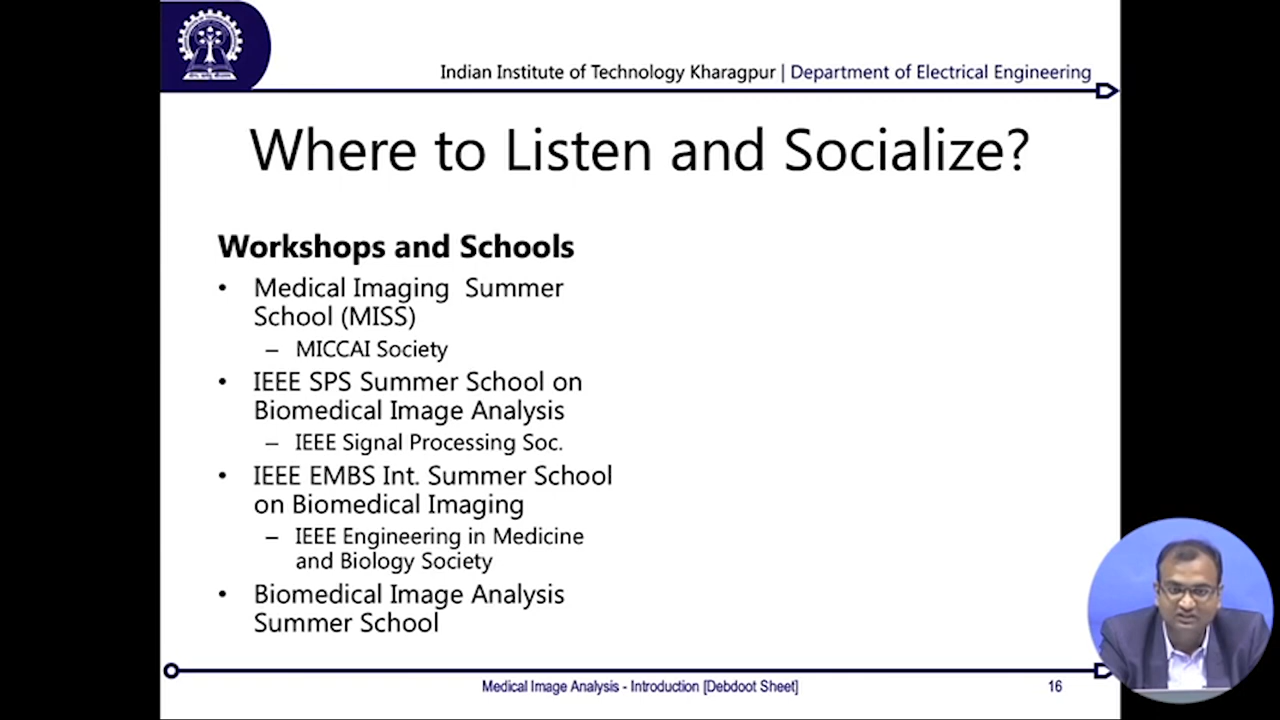 Indian Institute of Technology Kharagpur | Department of Electrical Engineering
Where to Listen and Socialize?
Workshops and Schools
• Medical Imaging Summer
School (MISS)
– MICCAI Society
• IEEE SPS Summer School on
Biomedical Image Analysis
– IEEE Signal Processing Soc.
• IEEE EMBS Int. Summer School
on Biomedical Imaging
– IEEE Engineering in Medicine
and Biology Society
• Biomedical Image Analysis
Summer School
Medical Image Analysis - Introduction [Debdoot Sheet]
16